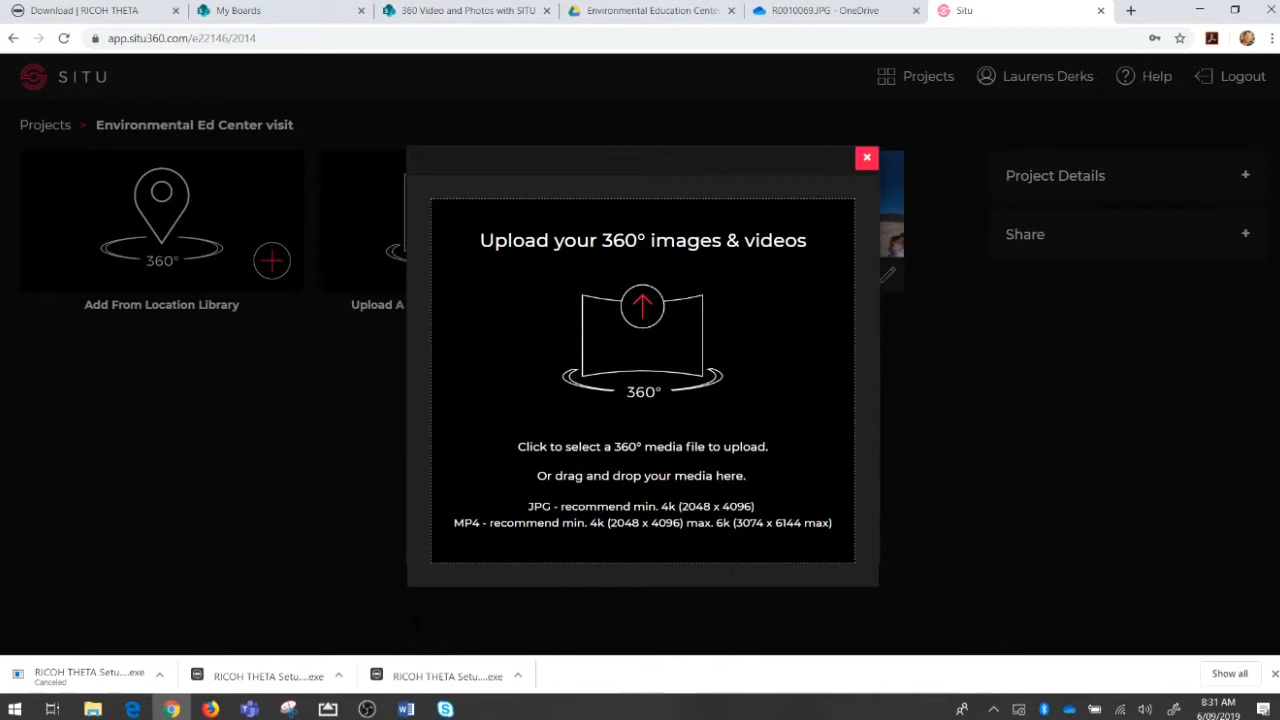 Download | RICOH THETA
My Boards
360 Video and Photos with SITU
Environmental Education Cente
R0010069.JPG - OneDrive
Situ
app.situ360.com/e22146/2014
SITU
Projects
Laurens Derks
Help
Logout
Projects > Environmental Ed Center visit
Project Details +
Share +
360°
Add From Location Library
Upload A
Upload your 360° images & videos
360°
Click to select a 360° media file to upload.
Or drag and drop your media here.
JPG - recommend min. 4k (2048 x 4096)
MP4 - recommend min. 4k (2048 x 4096) max. 6k (3074 x 6144 max)
RICOH THETA Setu....exe
Canceled
RICOH THETA Setu....exe
RICOH THETA Setu....exe
Show all
8:31 AM
6/09/2019